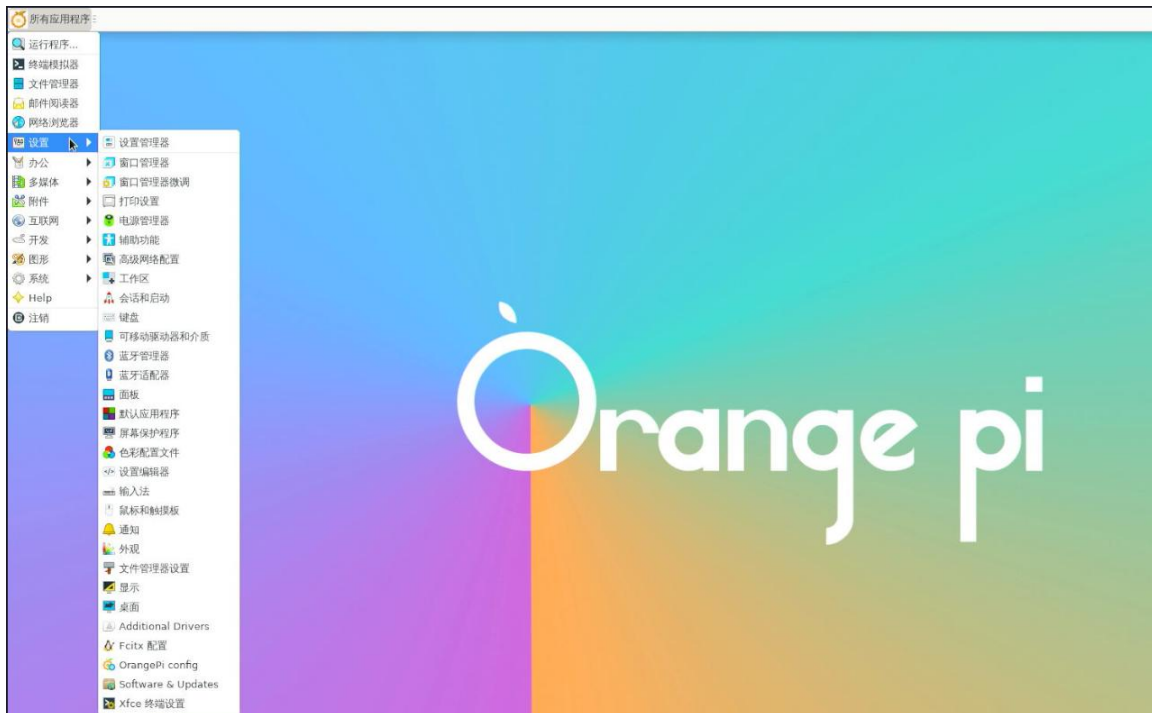 所有应用程序
运行程序...
终端模拟器
文件管理器
邮件阅读器
网络浏览器
设置
办公
多媒体
附件
互联网
开发
图形
系统
Help
注销
设置管理器
窗口管理器
窗口管理器微调
打印设置
电源管理器
辅助功能
高级网络配置
工作区
会话和启动
键盘
可移动驱动器和介质
蓝牙管理器
蓝牙适配器
面板
默认应用程序
屏幕保护程序
色彩配置文件
设置编辑器
输入法
鼠标和触摸板
通知
外观
文件管理器设置
显示
桌面
Additional Drivers
Fcitx 配置
OrangePi config
Software & Updates
Xfce 终端设置
Orange pi